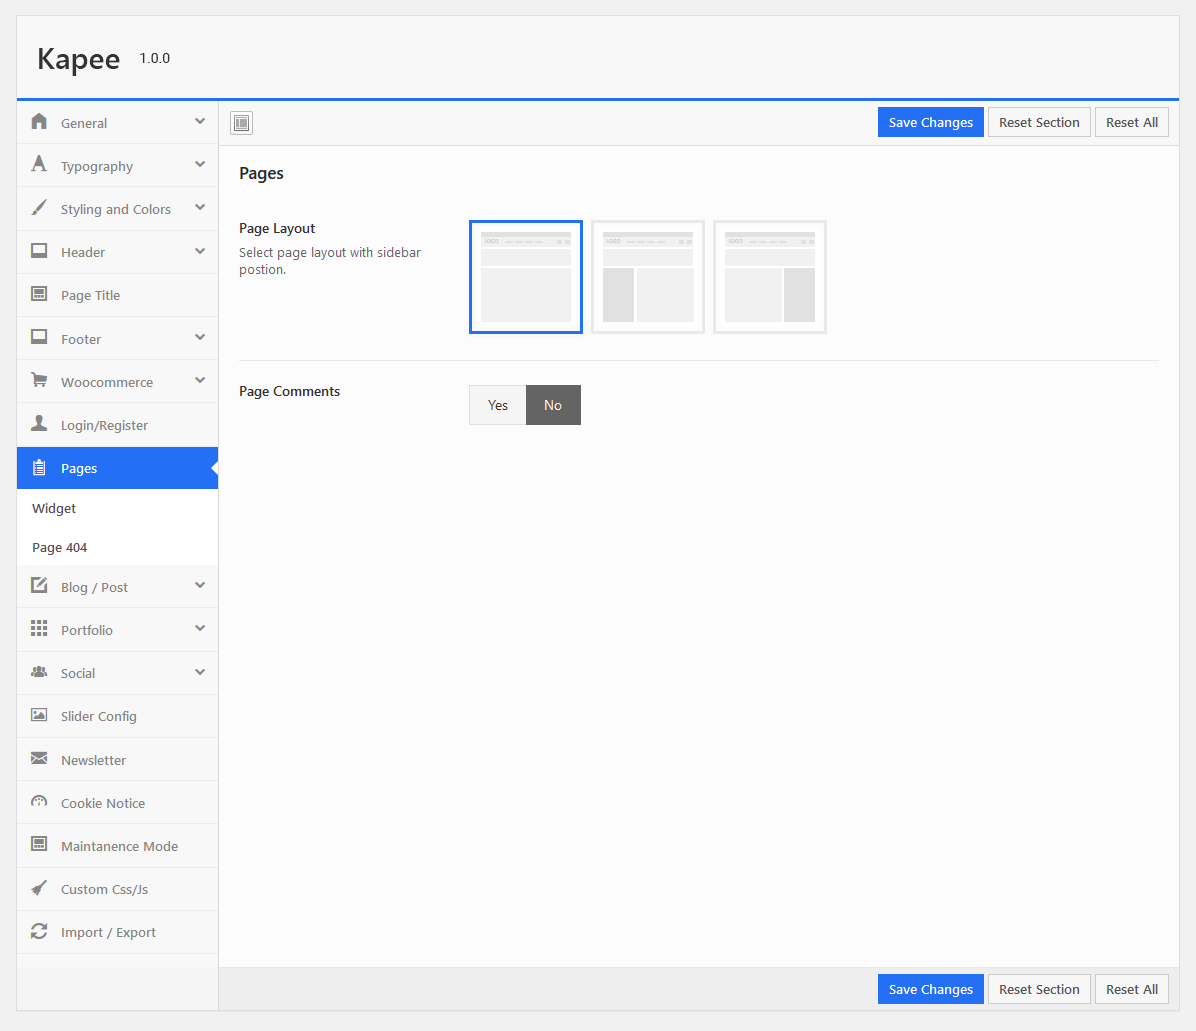 Kapee 1.0.0
Save Changes Reset Section Reset All
General
Typography
Styling and Colors
Header
Page Title
Footer
Woocommerce
Login/Register
Pages
Widget
Page 404
Blog / Post
Portfolio
Social
Slider Config
Newsletter
Cookie Notice
Maintanence Mode
Custom Css/Js
Import / Export
Pages
Page Layout
Select page layout with sidebar
postion.
LOGO LOGO LOGO
Page Comments
Yes No
Save Changes Reset Section Reset All